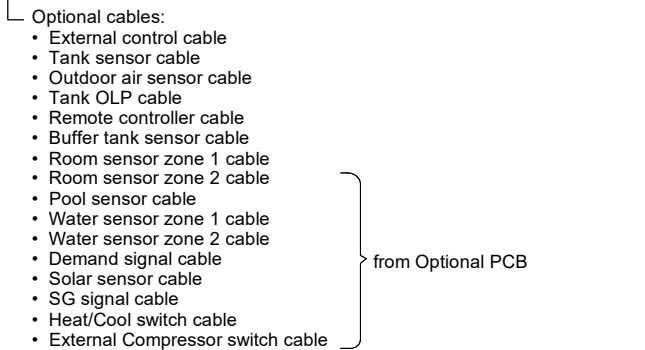 Optional cables:
• External control cable
• Tank sensor cable
• Outdoor air sensor cable
• Tank OLP cable
• Remote controller cable
• Buffer tank sensor cable
• Room sensor zone 1 cable
• Room sensor zone 2 cable
• Pool sensor cable
• Water sensor zone 1 cable
• Water sensor zone 2 cable
• Demand signal cable
• Solar sensor cable
• SG signal cable
• Heat/Cool switch cable
• External Compressor switch cable
from Optional PCB